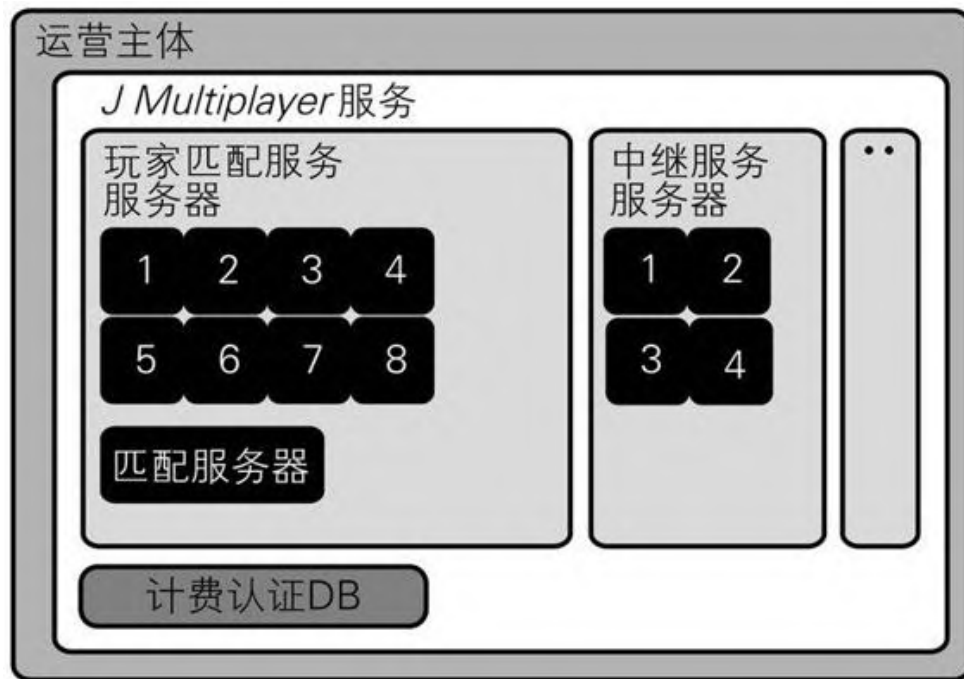 运营主体
J Multiplayer服务
玩家匹配服务
服务器
1 2 3 4
5 6 7 8
匹配服务器
中继服务
服务器
1 2
3 4
··
计费认证DB